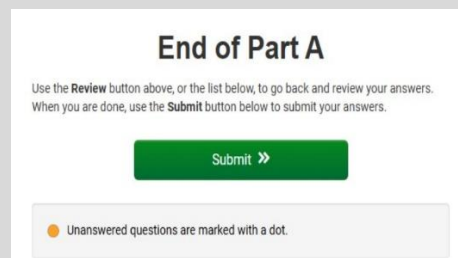 End of Part A
Use the Review button above, or the list below, to go back and review your answers.
When you are done, use the Submit button below to submit your answers.
Submit »
Unanswered questions are marked with a dot.